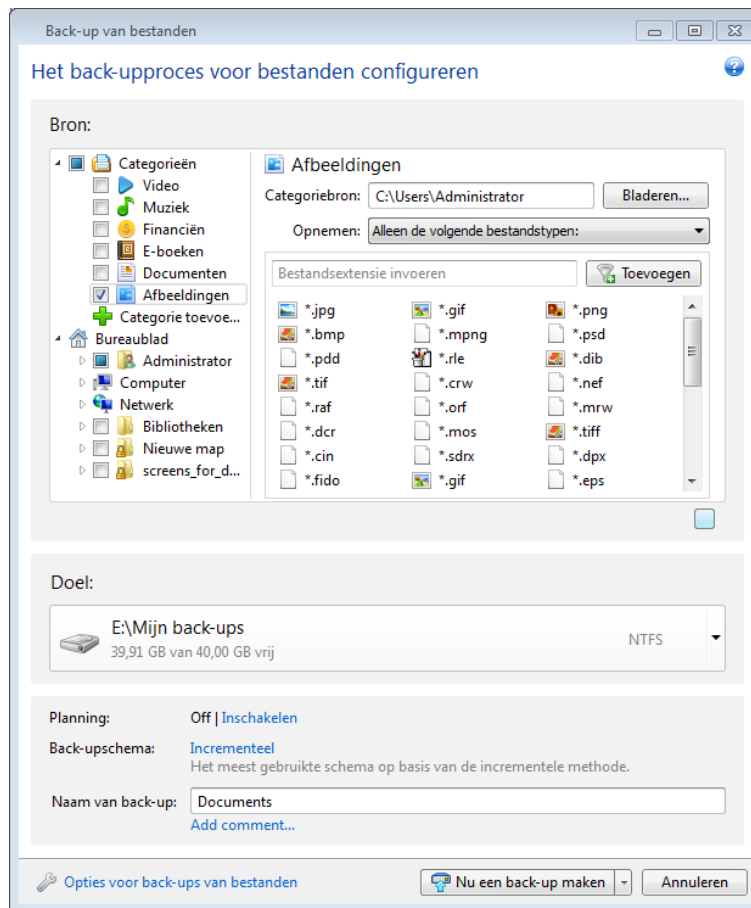 Back-up van bestanden
Het back-upproces voor bestanden configureren
Bron:
Categorieën
Video
Muziek
Financiën
E-boeken
Documenten
Afbeeldingen
Categorie toevoe...
Bureaublad
Administrator
Computer
Netwerk
Bibliotheken
Nieuwe map
screens_for_d...
Afbeeldingen
Categoriebron: C:\Users\Administrator Bladeren...
Opnemen: Alleen de volgende bestandstypen:
Bestandsextensie invoeren Toevoegen
*.jpg *.gif *.png
*.bmp *.mpng *.psd
*.pdd *.rle *.dib
*.tif *.crw *.nef
*.raf *.orf *.mrw
*.dcr *.mos *.tiff
*.cin *.sdrx *.dpx
*.fido *.gif *.eps
Doel:
E:\Mijn back-ups
39,91 GB van 40,00 GB vrij
NTFS
Planning: Off | Inschakelen
Back-upschema: Incrementeel
Het meest gebruikte schema op basis van de incrementele methode.
Naam van back-up: Documents
Add comment...
Opties voor back-ups van bestanden Nu een back-up maken Annuleren